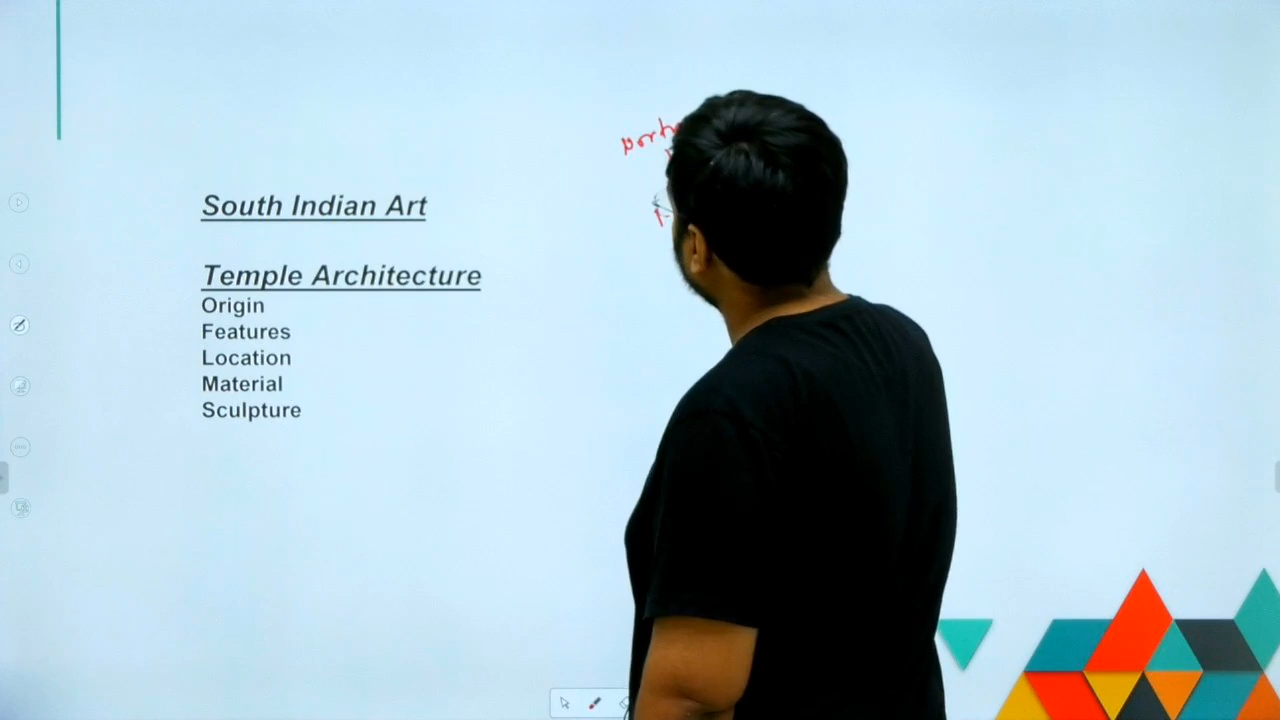 South Indian Art
Temple Architecture
Origin
Features
Location
Material
Sculpture